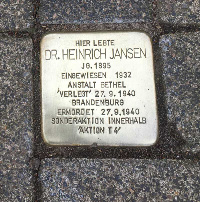 HIER LEBTE
DR. HEINRICH JANSEN
JG. 1895
EINGEWIESEN 1932
ANSTALT BETHEL
"VERLEGT" 27.9.1940
BRANDENBURG
ERMORDET 27.9.1940
SONDERAKTION INNERHALB
"AKTION T4"